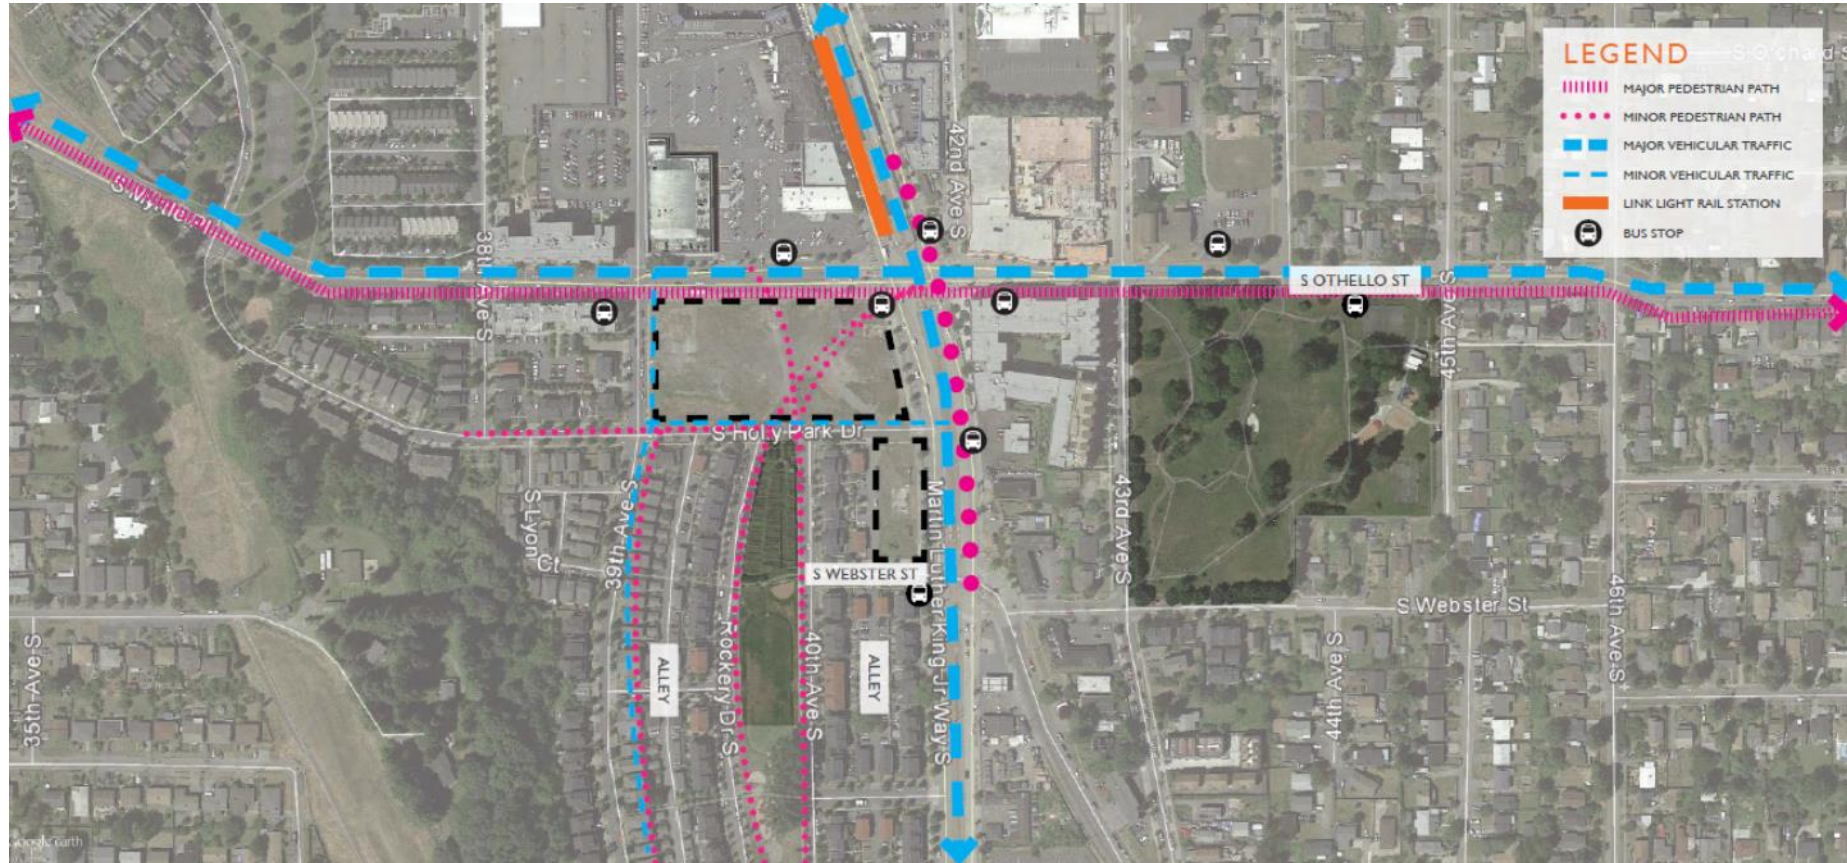 LEGEND
MAJOR PEDESTRIAN PATH
MINOR PEDESTRIAN PATH
MAJOR VEHICULAR TRAFFIC
MINOR VEHICULAR TRAFFIC
LINK LIGHT RAIL STATION
BUS STOP
42nd Ave S
38th Ave S
S OTHELLO ST
45th Ave S
S Holly Park Dr
S Lyon Ct
39th Ave S
Martin Luther King Jr Way S
43rd Ave S
S WEBSTER ST
S Webster St
46th Ave S
35th Ave S
ALLEY
Rockery Dr S
40th Ave S
ALLEY
44th Ave S